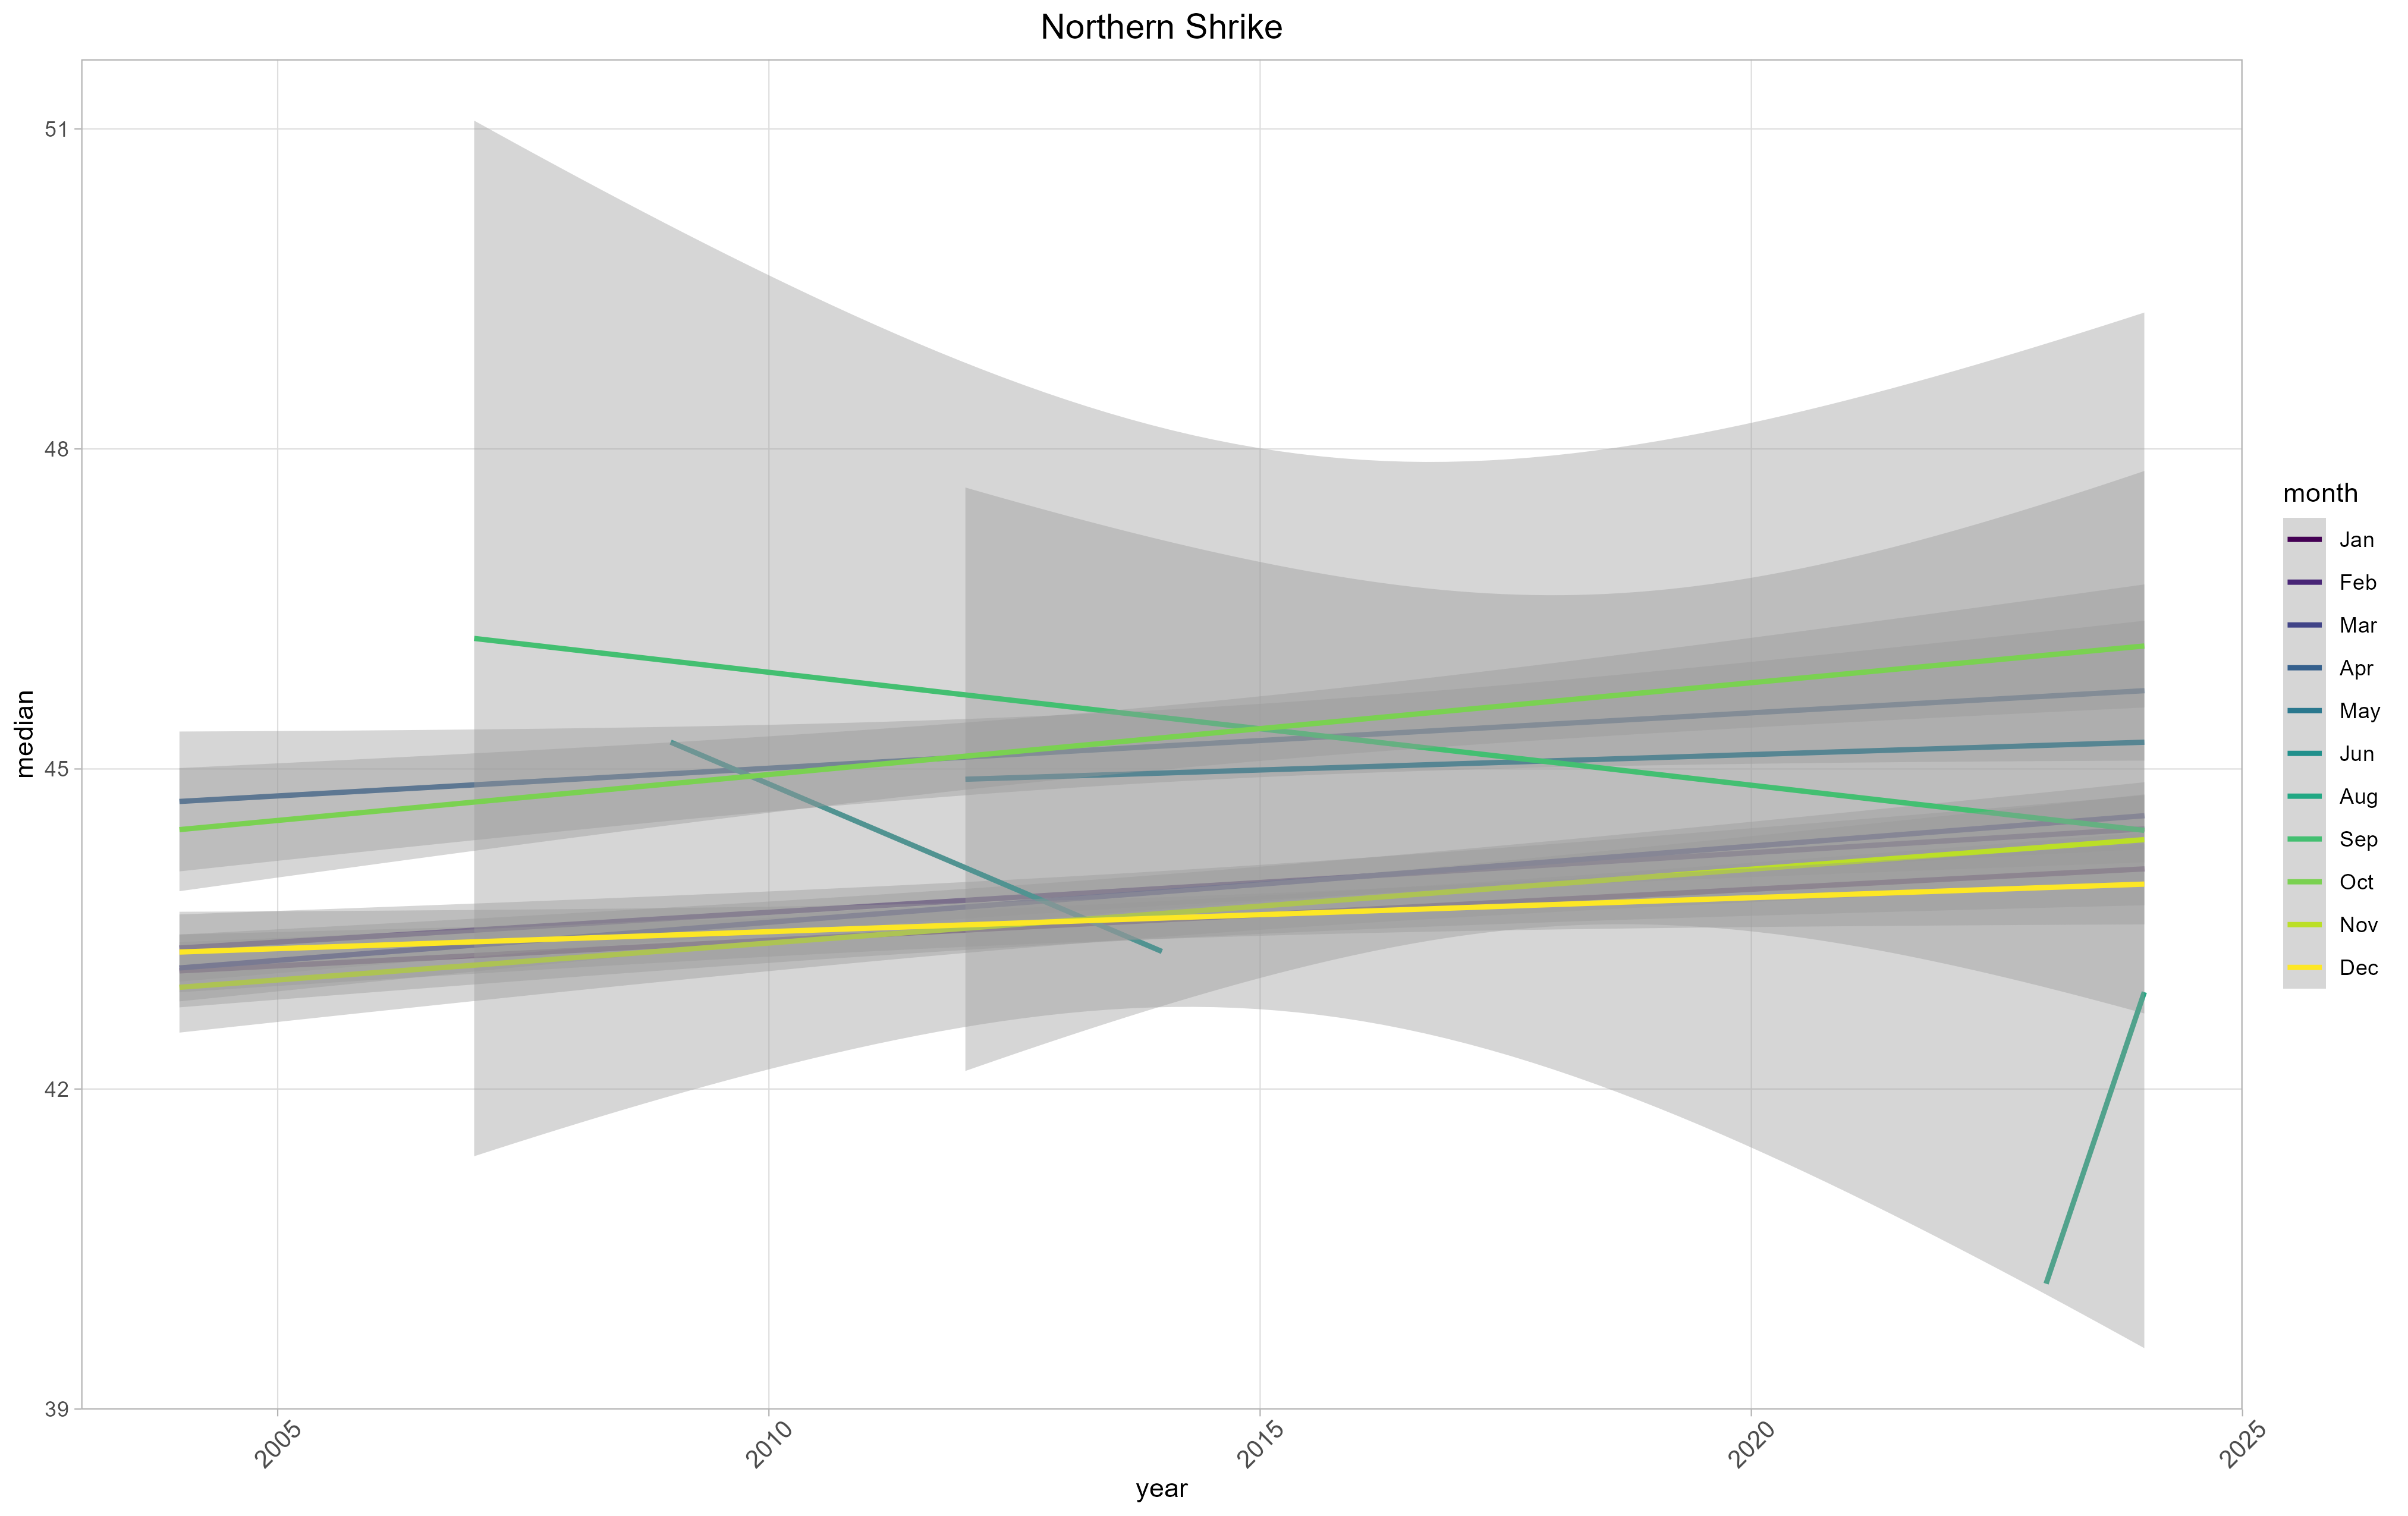 Northern Shrike
51
48
45
42
39
median
2005
2010
2015
2020
2025
year
month
Jan
Feb
Mar
Apr
May
Jun
Aug
Sep
Oct
Nov
Dec